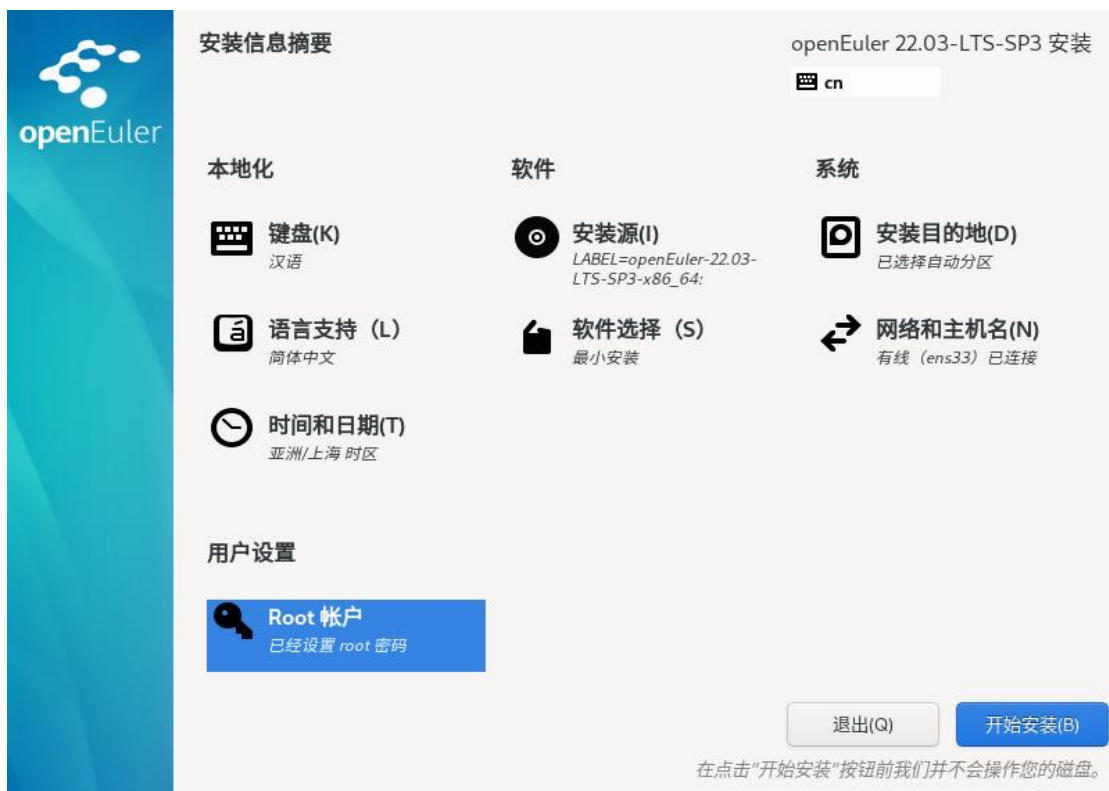 openEuler
安装信息摘要
openEuler 22.03-LTS-SP3 安装
cn
本地化
键盘(K)
汉语
语言支持（L）
简体中文
时间和日期(T)
亚洲/上海 时区
软件
安装源(I)
LABEL=openEuler-22.03-
LTS-SP3-x86_64:
软件选择（S）
最小安装
系统
安装目的地(D)
已选择自动分区
网络和主机名(N)
有线（ens33）已连接
用户设置
Root 帐户
已经设置 root 密码
退出(Q)
开始安装(B)
在点击"开始安装"按钮前我们并不会操作您的磁盘。